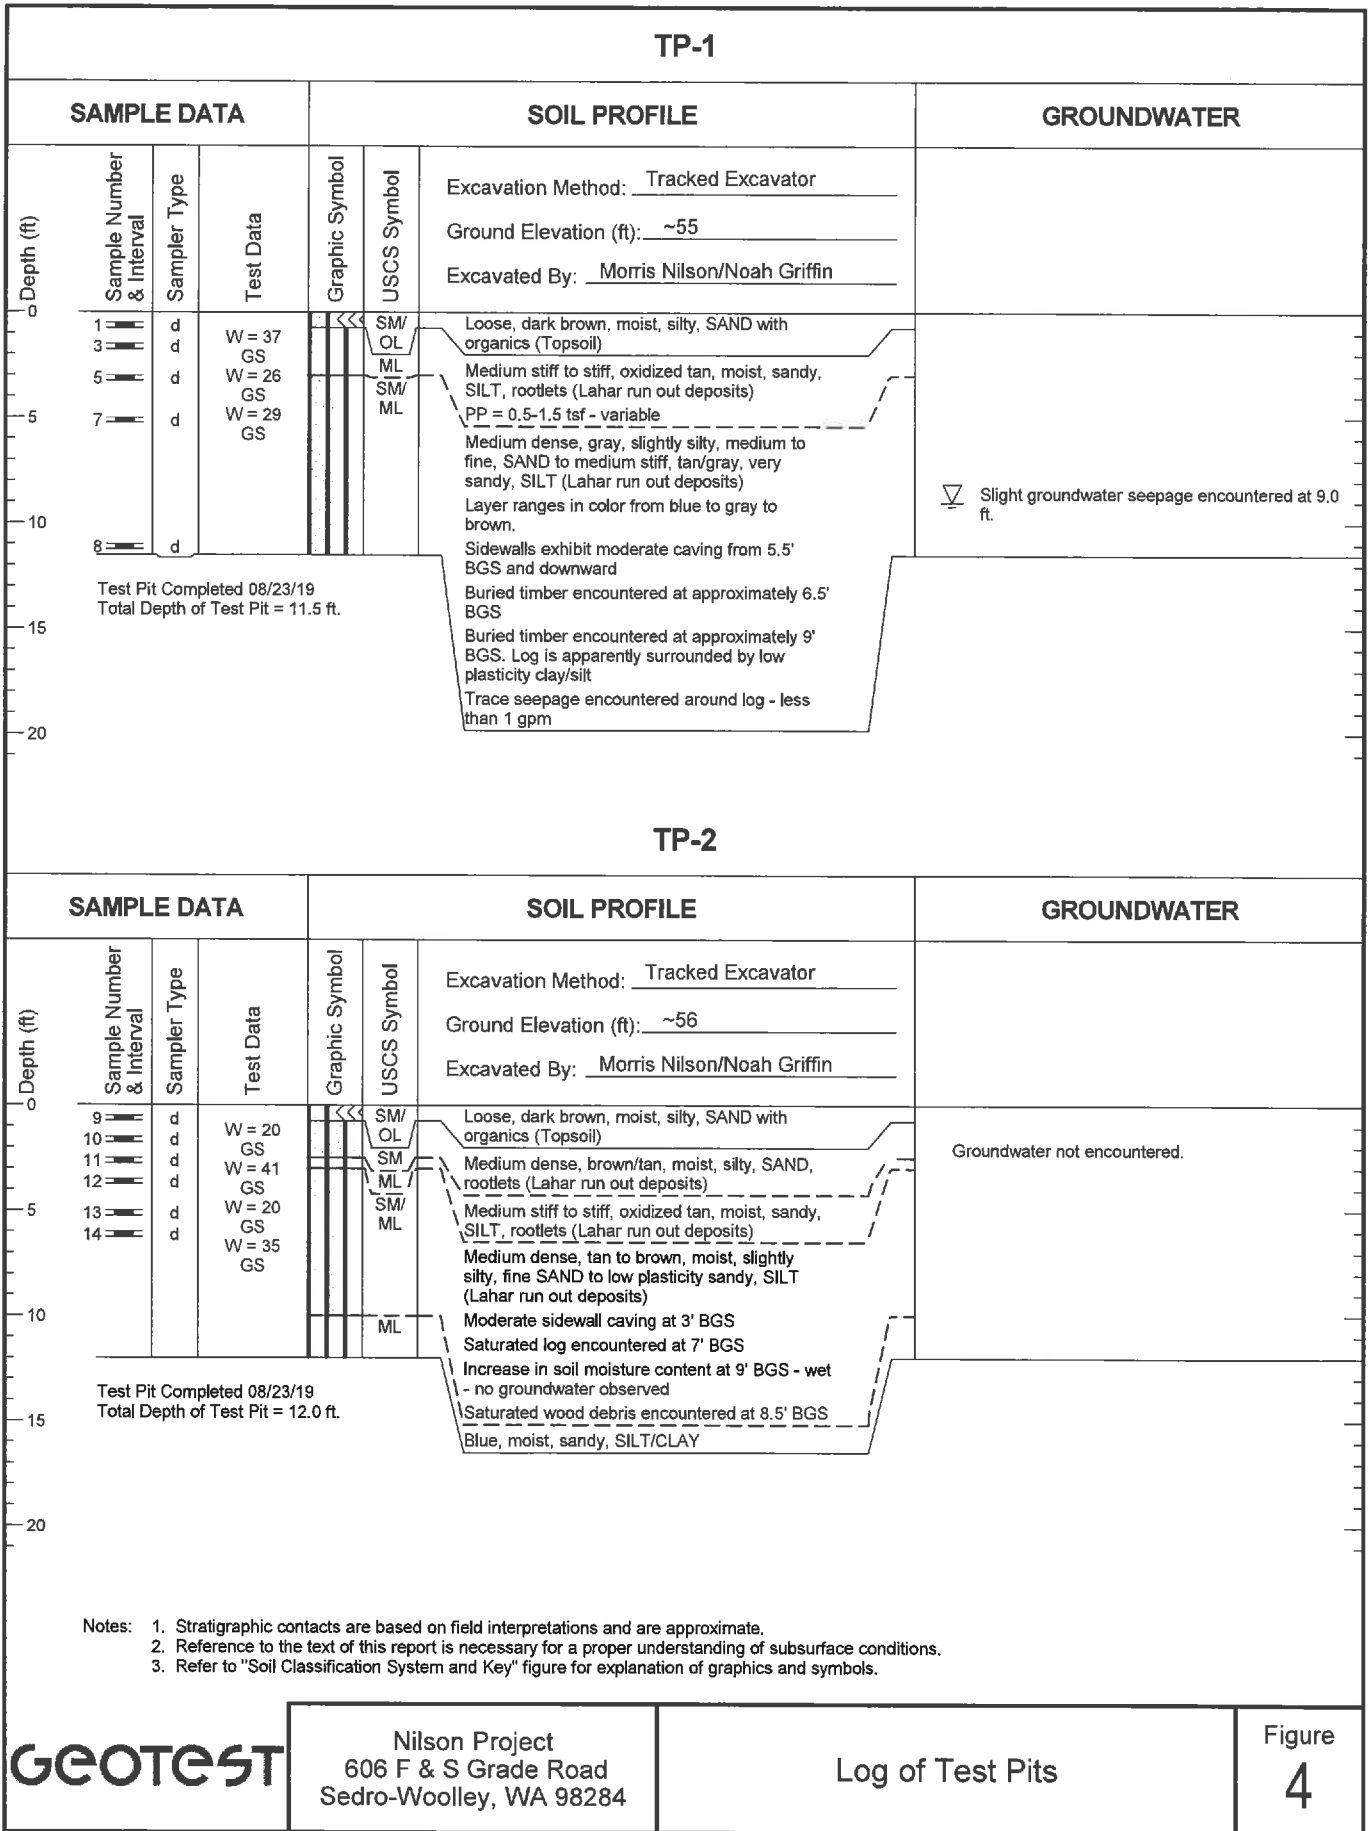 TP-1
SAMPLE DATA
SOIL PROFILE
GROUNDWATER
Depth (ft)
Sample Number
& Interval
Sampler Type
Test Data
Graphic Symbol
USCS Symbol
Excavation Method: Tracked Excavator
Ground Elevation (ft): ~55
Excavated By: Morris Nilson/Noah Griffin
0
5
10
15
20
1
3
5
7
8
d
d
d
d
d
W = 37
GS
W = 26
GS
W = 29
GS
SM/
OL
ML
SM/
ML
Loose, dark brown, moist, silty, SAND with
organics (Topsoil)
Medium stiff to stiff, oxidized tan, moist, sandy,
SILT, rootlets (Lahar run out deposits)
PP = 0.5-1.5 tsf - variable
Medium dense, gray, slightly silty, medium to
fine, SAND to medium stiff, tan/gray, very
sandy, SILT (Lahar run out deposits)
Layer ranges in color from blue to gray to
brown.
Sidewalls exhibit moderate caving from 5.5'
BGS and downward
Buried timber encountered at approximately 6.5'
BGS
Buried timber encountered at approximately 9'
BGS. Log is apparently surrounded by low
plasticity clay/silt
Trace seepage encountered around log - less
than 1 gpm
Slight groundwater seepage encountered at 9.0
ft.
Test Pit Completed 08/23/19
Total Depth of Test Pit = 11.5 ft.
TP-2
SAMPLE DATA
SOIL PROFILE
GROUNDWATER
Depth (ft)
Sample Number
& Interval
Sampler Type
Test Data
Graphic Symbol
USCS Symbol
Excavation Method: Tracked Excavator
Ground Elevation (ft): ~56
Excavated By: Morris Nilson/Noah Griffin
0
5
10
15
20
9
10
11
12
13
14
d
d
d
d
d
d
W = 20
GS
W = 41
GS
W = 20
GS
W = 35
GS
SM/
OL
SM
ML
SM/
ML
ML
Loose, dark brown, moist, silty, SAND with
organics (Topsoil)
Medium dense, brown/tan, moist, silty, SAND,
rootlets (Lahar run out deposits)
Medium stiff to stiff, oxidized tan, moist, sandy,
SILT, rootlets (Lahar run out deposits)
Medium dense, tan to brown, moist, slightly
silty, fine SAND to low plasticity sandy, SILT
(Lahar run out deposits)
Moderate sidewall caving at 3' BGS
Saturated log encountered at 7' BGS
Increase in soil moisture content at 9' BGS - wet
- no groundwater observed
Saturated wood debris encountered at 8.5' BGS
Blue, moist, sandy, SILT/CLAY
Groundwater not encountered.
Test Pit Completed 08/23/19
Total Depth of Test Pit = 12.0 ft.
Notes: 1. Stratigraphic contacts are based on field interpretations and are approximate.
2. Reference to the text of this report is necessary for a proper understanding of subsurface conditions.
3. Refer to "Soil Classification System and Key" figure for explanation of graphics and symbols.
GEOTEST
Nilson Project
606 F & S Grade Road
Sedro-Woolley, WA 98284
Log of Test Pits
Figure
4